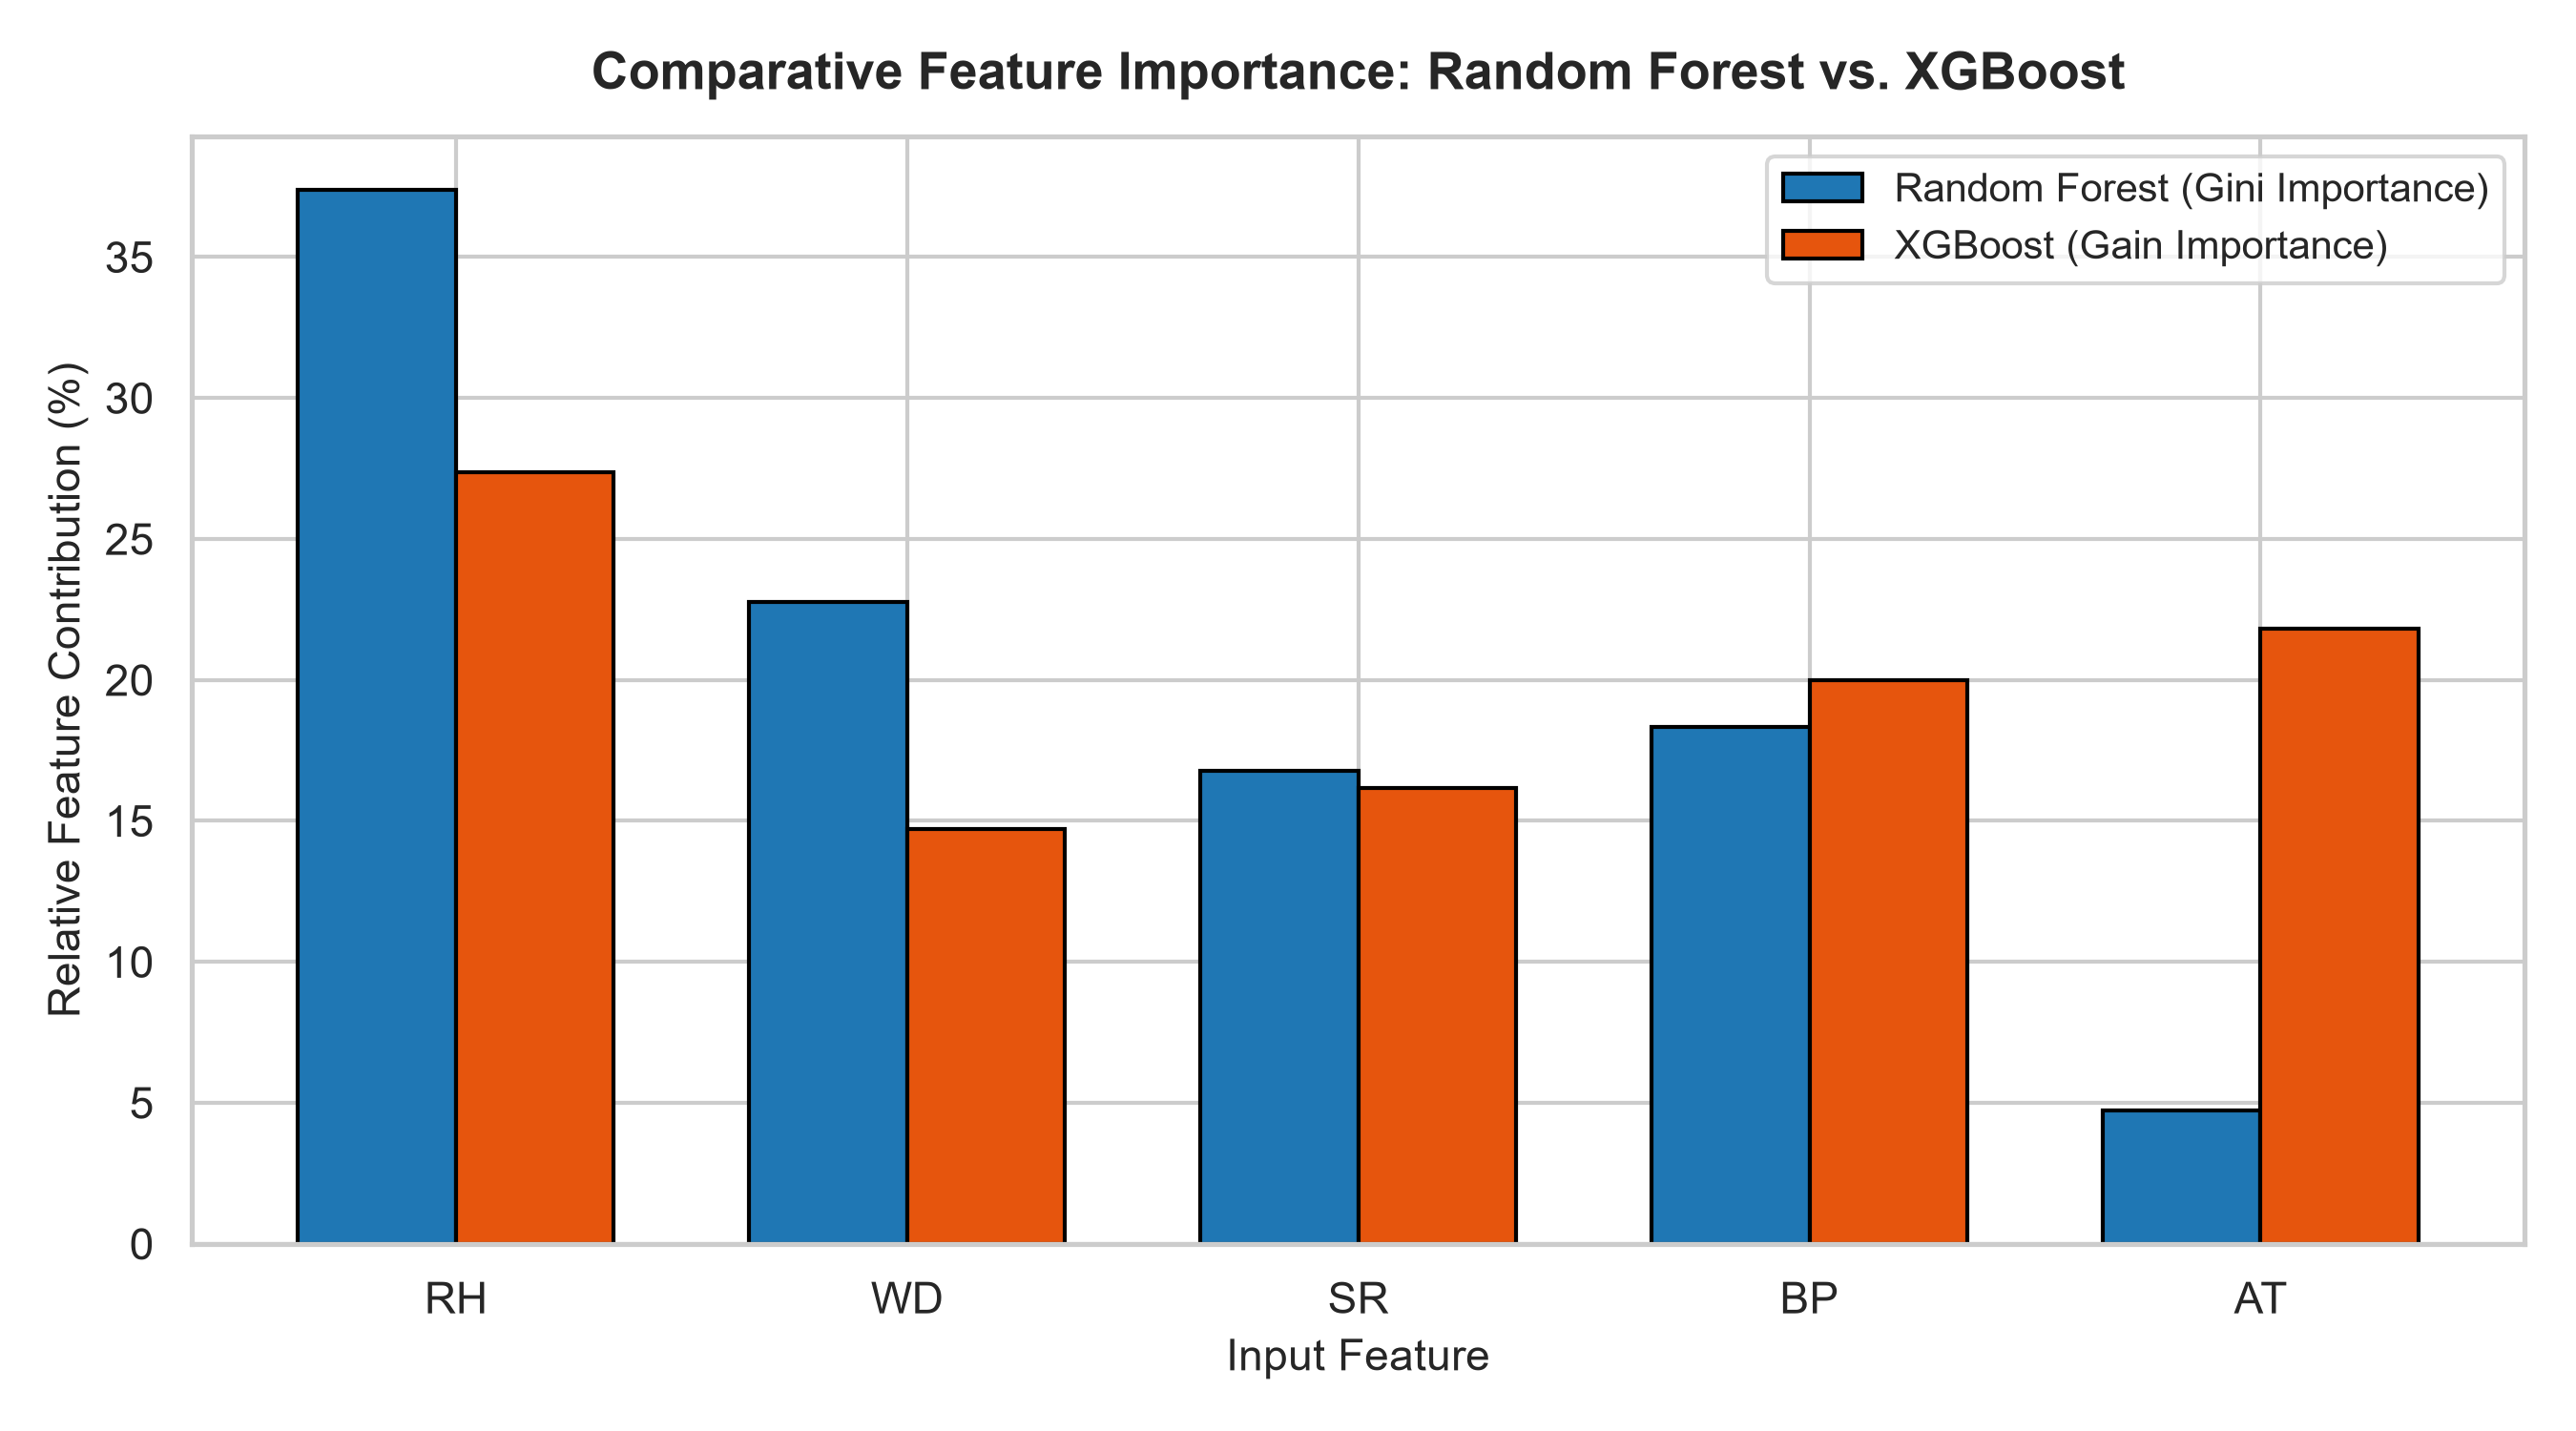 Comparative Feature Importance: Random Forest vs. XGBoost
Random Forest (Gini Importance)
XGBoost (Gain Importance)
Relative Feature Contribution (%)
35
30
25
20
15
10
5
0
RH WD SR BP AT
Input Feature